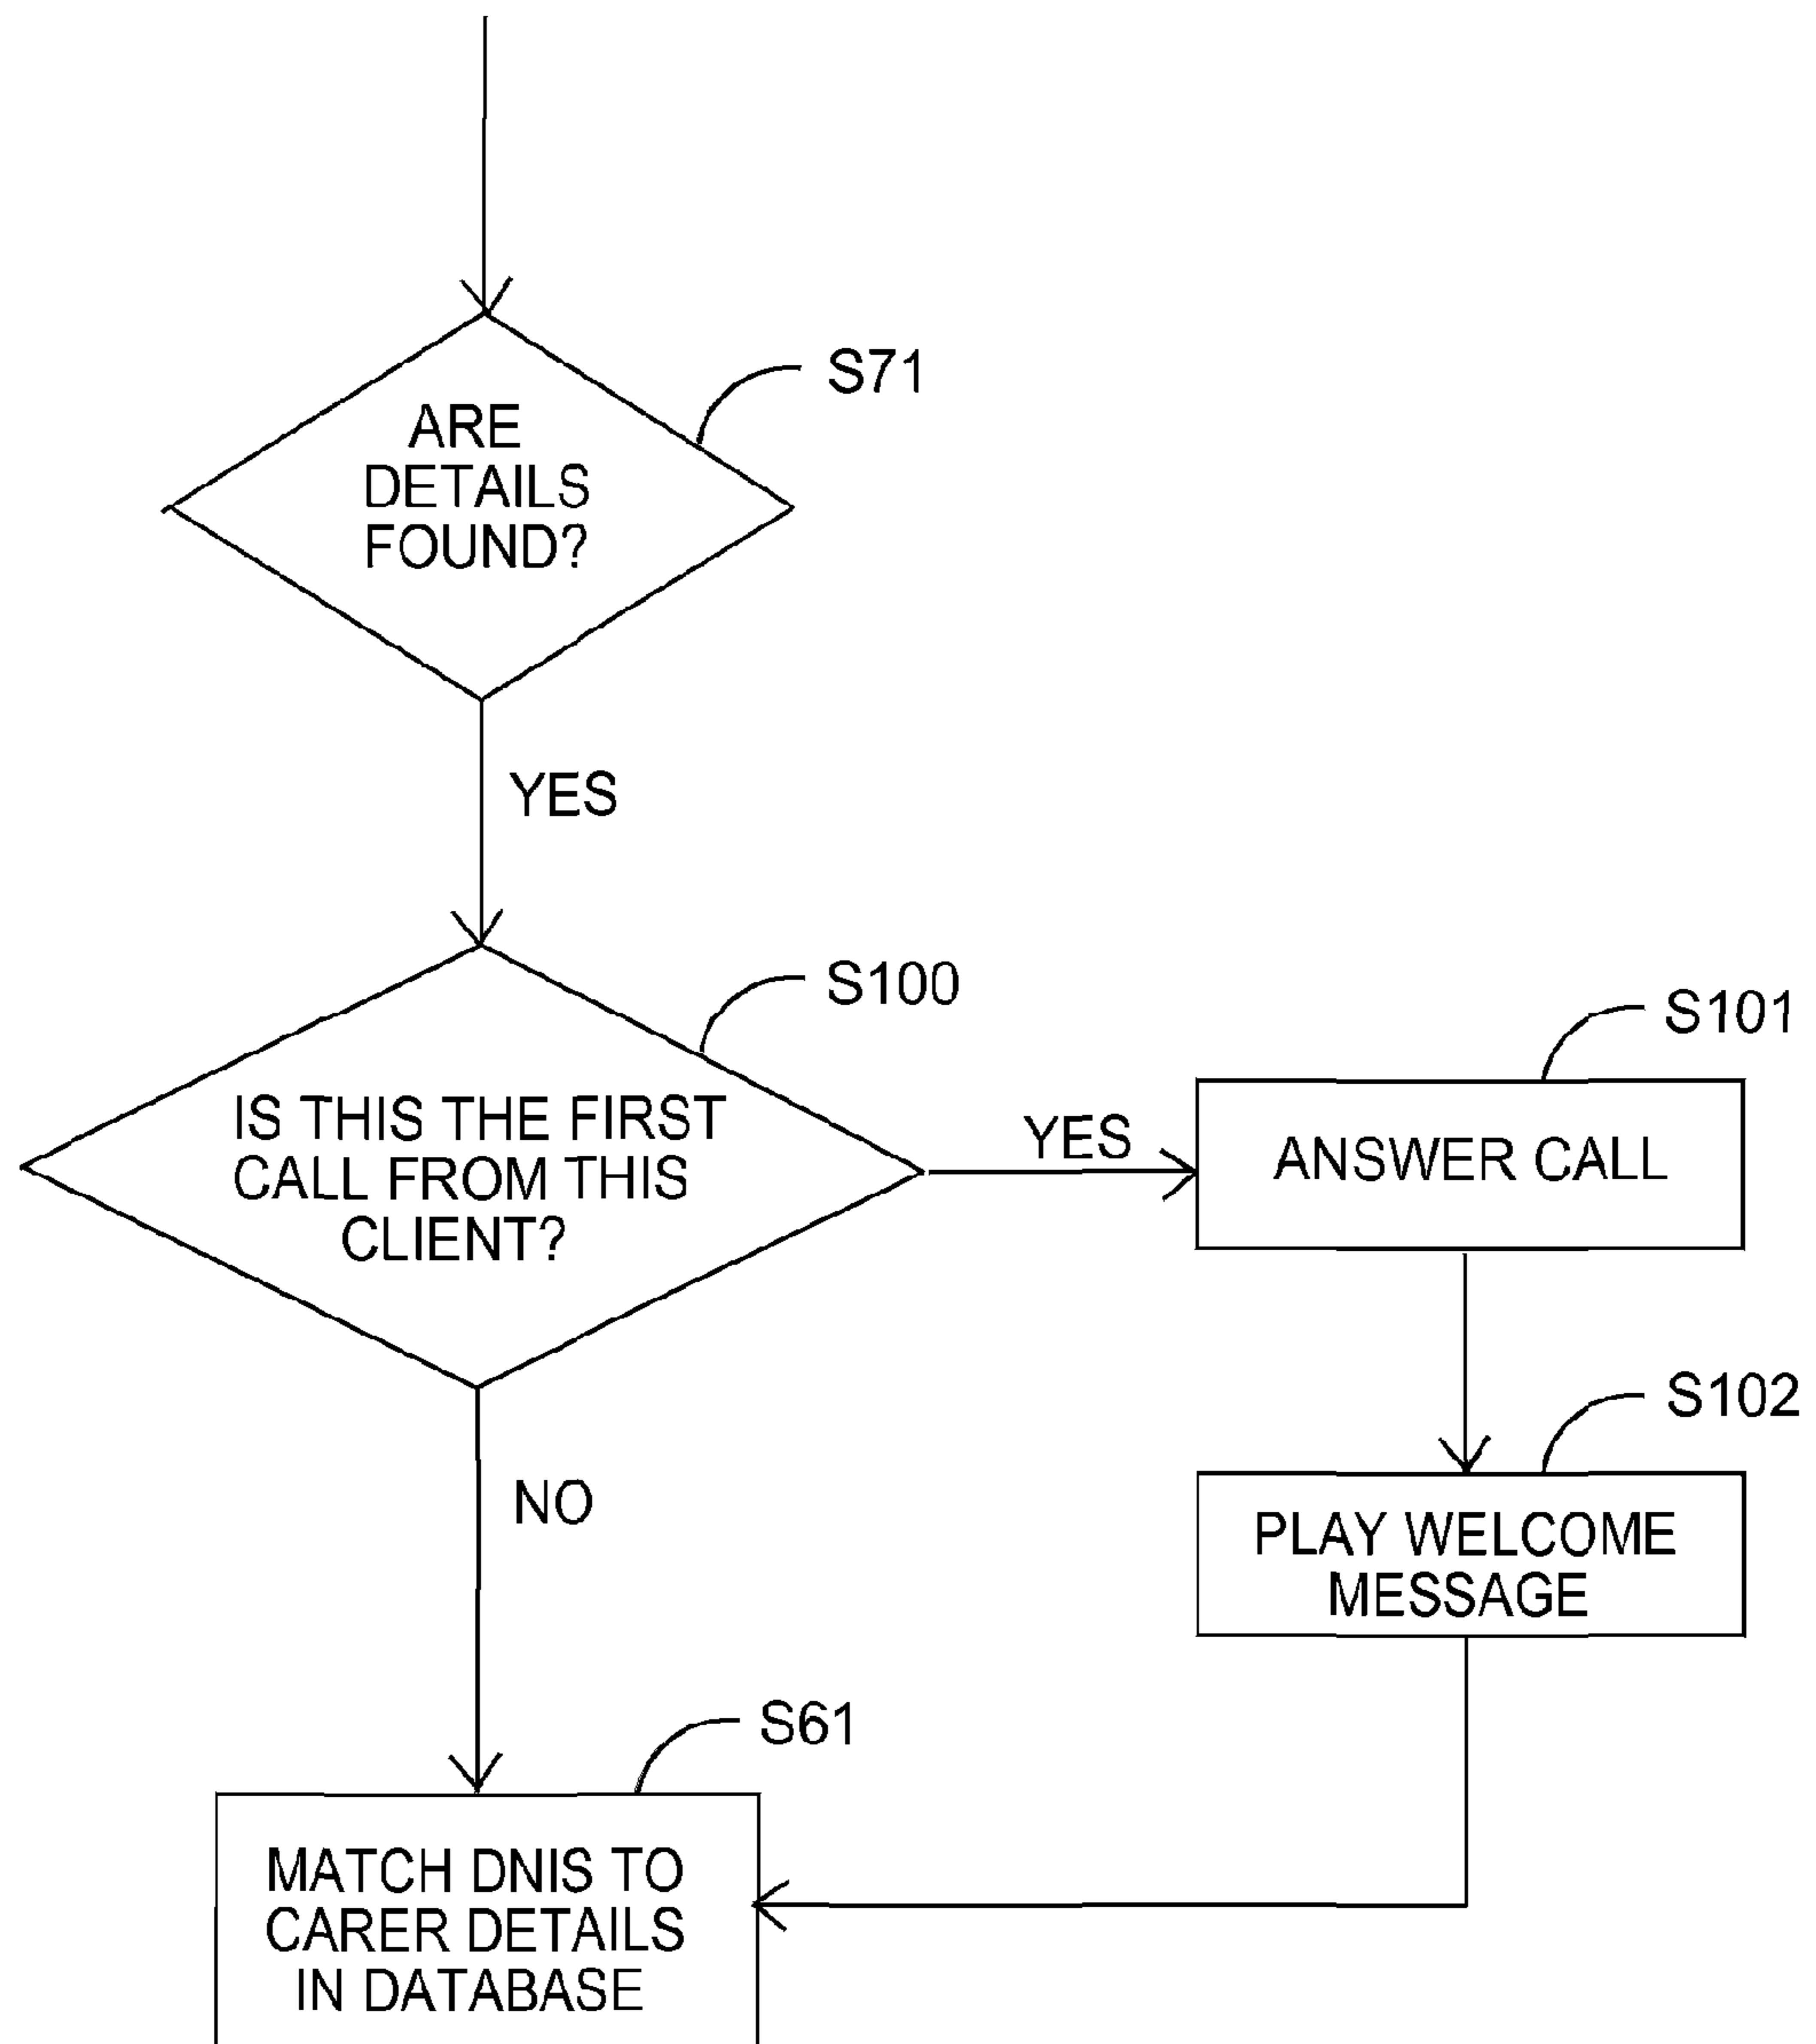 S71
ARE
DETAILS
FOUND?
YES
S100
IS THIS THE FIRST
CALL FROM THIS
CLIENT?
YES
S101
ANSWER CALL
S102
PLAY WELCOME
MESSAGE
NO
S61
MATCH DNIS TO
CARER DETAILS
IN DATABASE